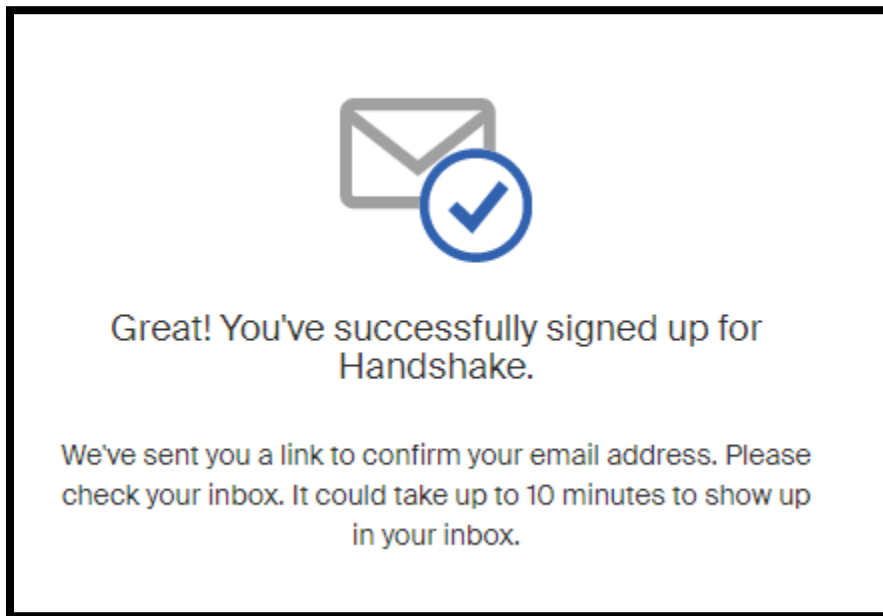 Great! You've successfully signed up for
Handshake.
We've sent you a link to confirm your email address. Please
check your inbox. It could take up to 10 minutes to show up
in your inbox.